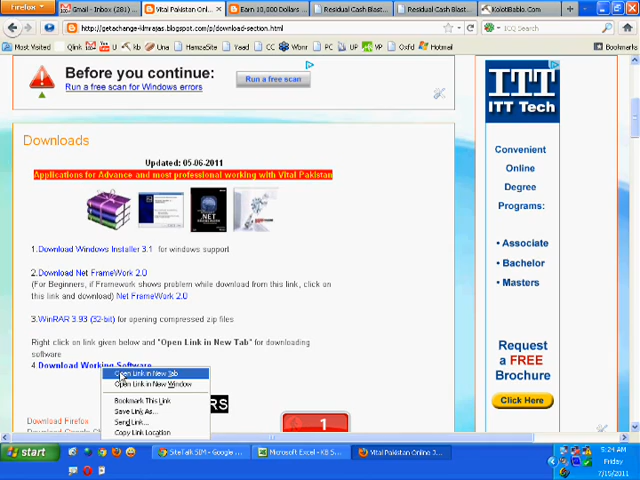 Firefox
Gmail - Inbox (281)
Vital Pakistan Onl...
Earn 10,000 Dollars
Residual Cash Blast
Residual Cash Blast
KolotBablo.Com
http://getachange-klmrajas.blogspot.com/p/download-section.html
ICQ Search
Most Visited
Qlink
U
kb
Una
HamzaSite
Yaad
CC
Wbmr
PC
VP
Oxfd
Hotmail
Bookmarks
Before you continue:
Run a free scan for Windows errors
Run a free scan
ITT
ITT Tech
Convenient
Online
Degree
Programs:
• Associate
• Bachelor
• Masters
Request
a FREE
Brochure
Click Here
Downloads
Updated: 05-06-2011
Applications for Advance and most professional working with Vital Pakistan
.NET
1.Download Windows Installer 3.1 for windows support
2.Download Net FrameWork 2.0
(For Beginners, if Framework shows problem while download from this link, click on
this link and download) Net FrameWork 2.0
3.WinRAR 3.93 (32-bit) for opening compressed zip files
Right click on link given below and "Open Link in New Tab" for downloading
software
4.Download Working Software
Open Link in New Tab
Open Link in New Window
Bookmark This Link
Save Link As...
Send Link...
Copy Link Location
RS
Download Firefox
1
start
SiteTalk SIM - Google ...
Microsoft Excel - KB S...
Vital Pakistan Online J...
5:24 AM
Friday
7/15/2011